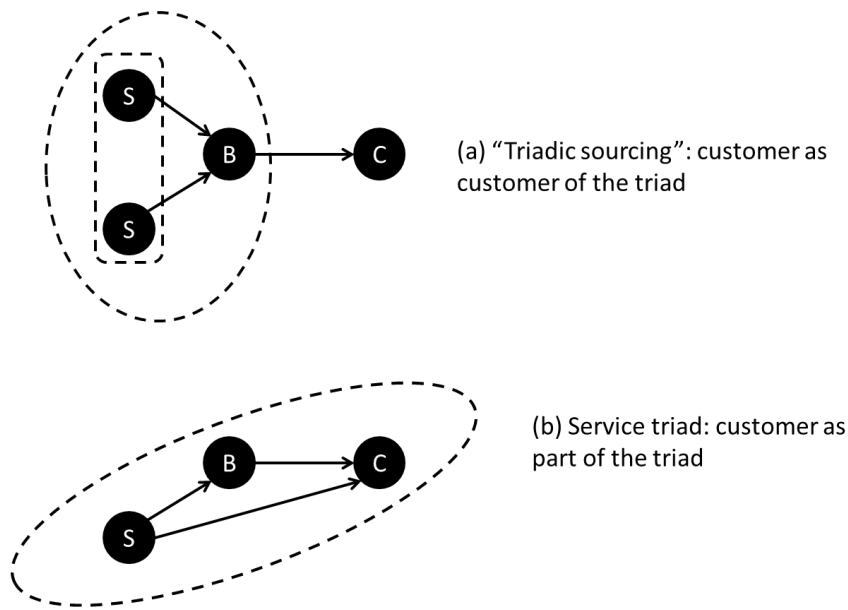 S
B
C
(a) “Triadic sourcing”: customer as
customer of the triad
S
(b) Service triad: customer as
part of the triad
B
C
S